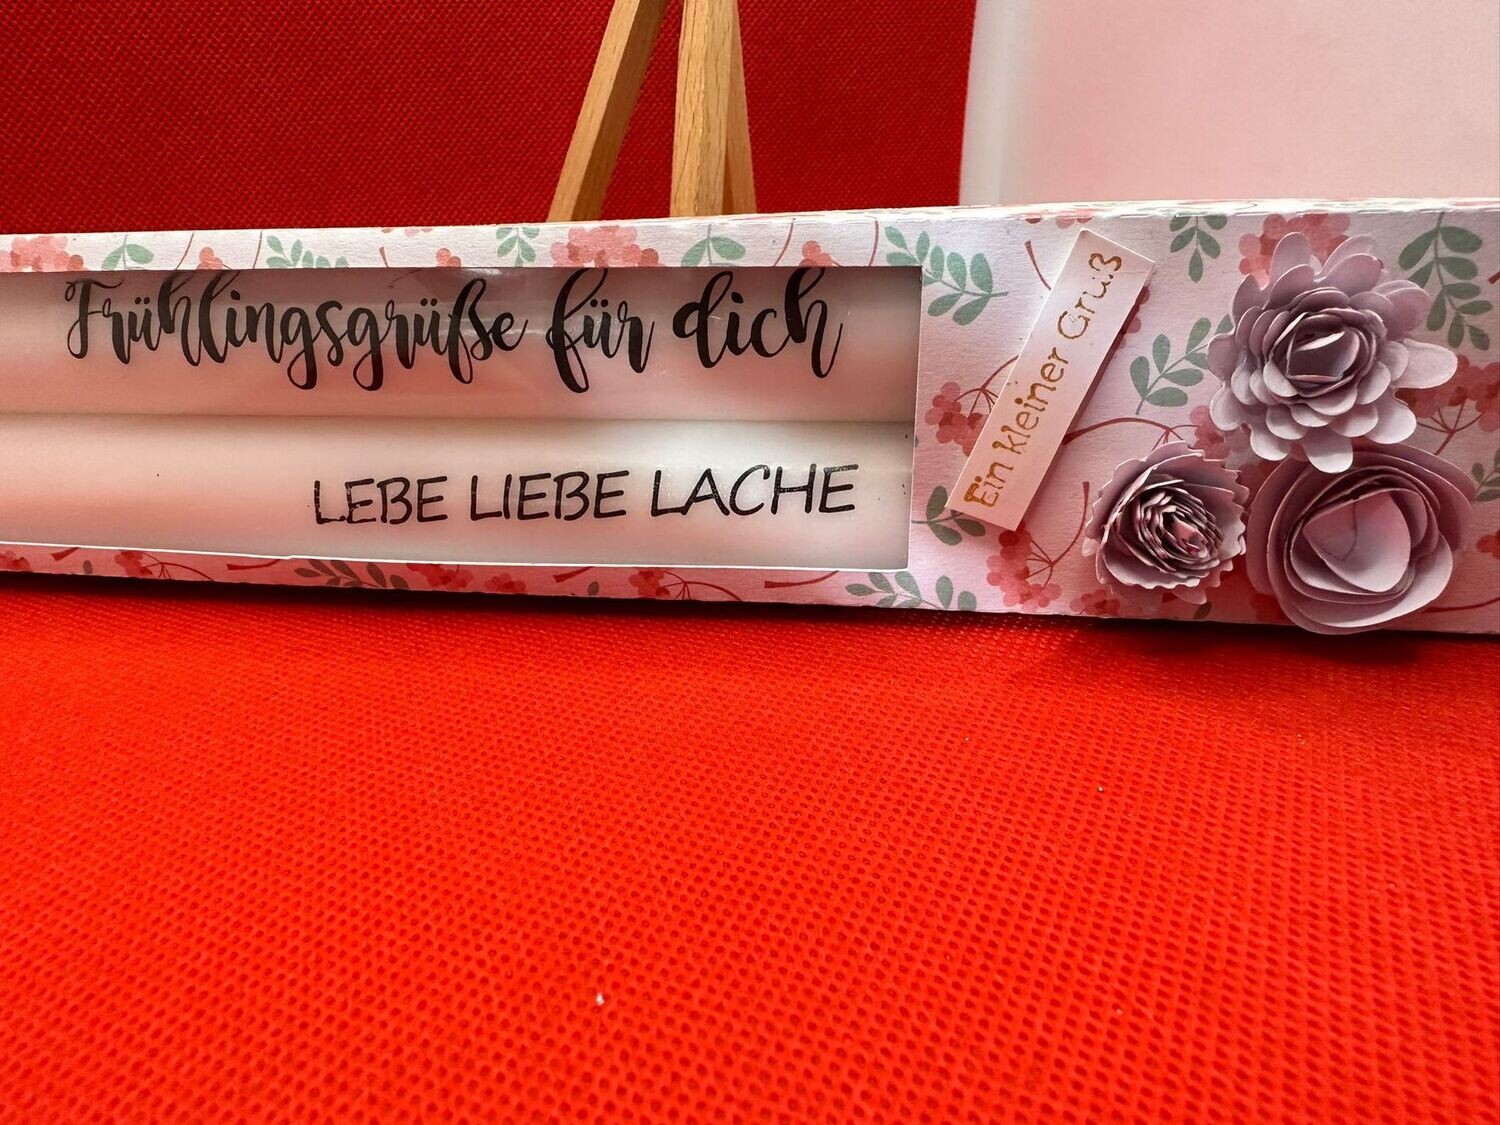 Frühlingsgrüße für dich
LEBE LIEBE LACHE
Ein kleiner Gruß